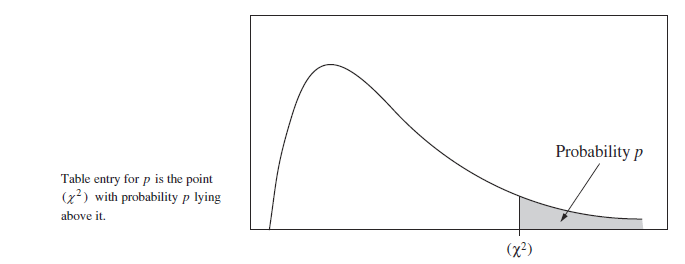 Probability p
Table entry for p is the point
(χ²) with probability p lying
above it.
(χ²)